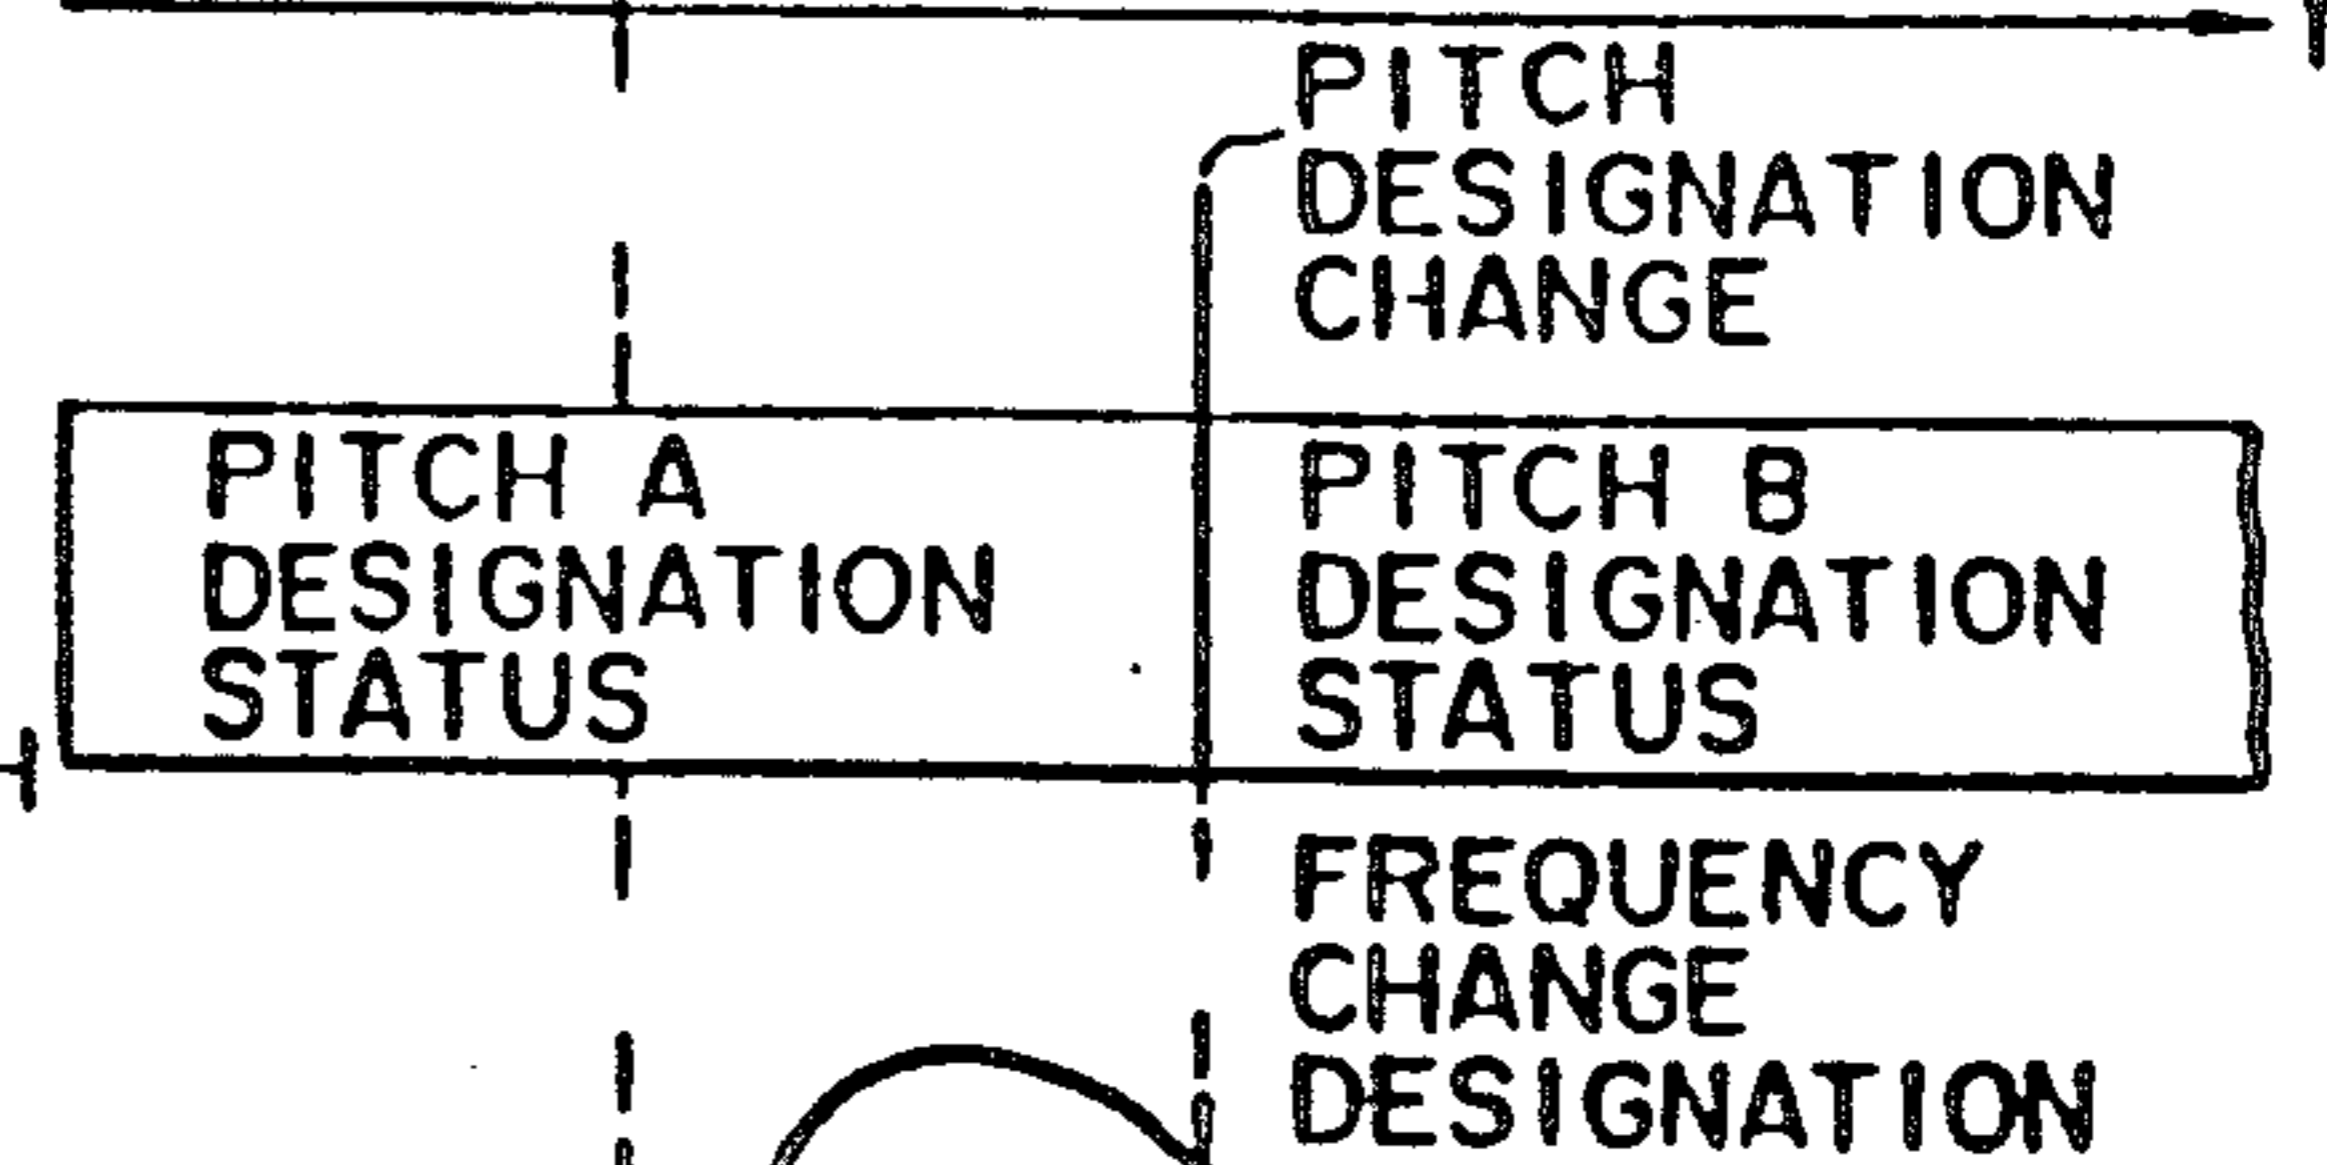 PITCH
DESIGNATION
CHANGE
PITCH A
DESIGNATION
STATUS
PITCH B
DESIGNATION
STATUS
FREQUENCY
CHANGE
DESIGNATION